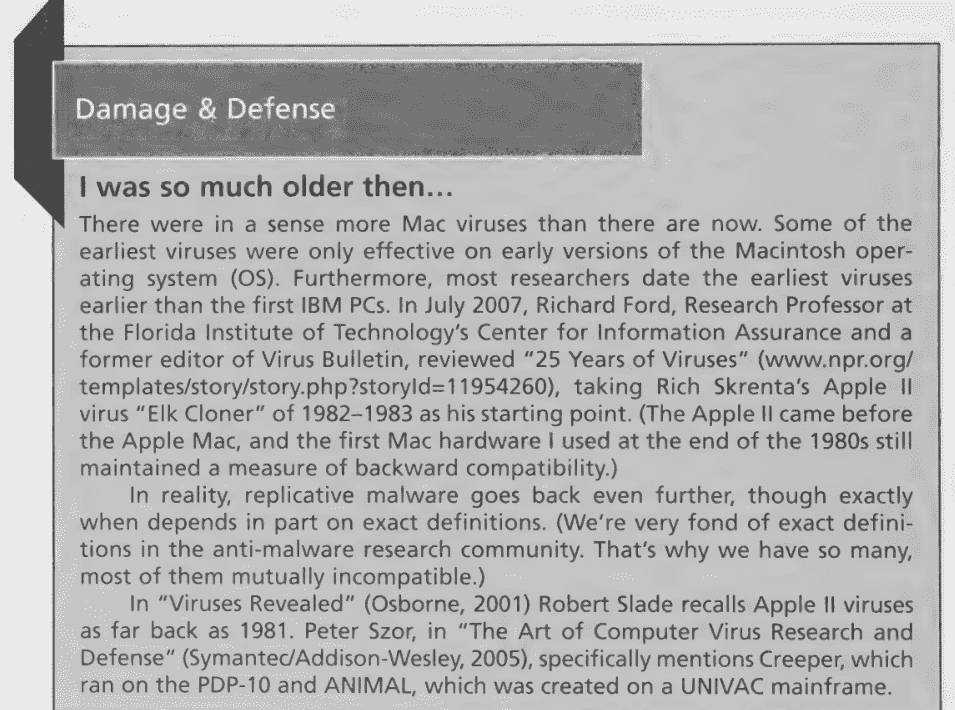 Damage & Defense
I was so much older then...
There were in a sense more Mac viruses than there are now. Some of the
earliest viruses were only effective on early versions of the Macintosh oper-
ating system (OS). Furthermore, most researchers date the earliest viruses
earlier than the first IBM PCs. In July 2007, Richard Ford, Research Professor at
the Florida Institute of Technology's Center for Information Assurance and a
former editor of Virus Bulletin, reviewed "25 Years of Viruses" (www.npr.org/
templates/story/story.php?storyId=11954260), taking Rich Skrenta's Apple II
virus "Elk Cloner" of 1982–1983 as his starting point. (The Apple II came before
the Apple Mac, and the first Mac hardware I used at the end of the 1980s still
maintained a measure of backward compatibility.)
In reality, replicative malware goes back even further, though exactly
when depends in part on exact definitions. (We're very fond of exact defini-
tions in the anti-malware research community. That's why we have so many,
most of them mutually incompatible.)
In "Viruses Revealed" (Osborne, 2001) Robert Slade recalls Apple II viruses
as far back as 1981. Peter Szor, in "The Art of Computer Virus Research and
Defense" (Symantec/Addison-Wesley, 2005), specifically mentions Creeper, which
ran on the PDP-10 and ANIMAL, which was created on a UNIVAC mainframe.